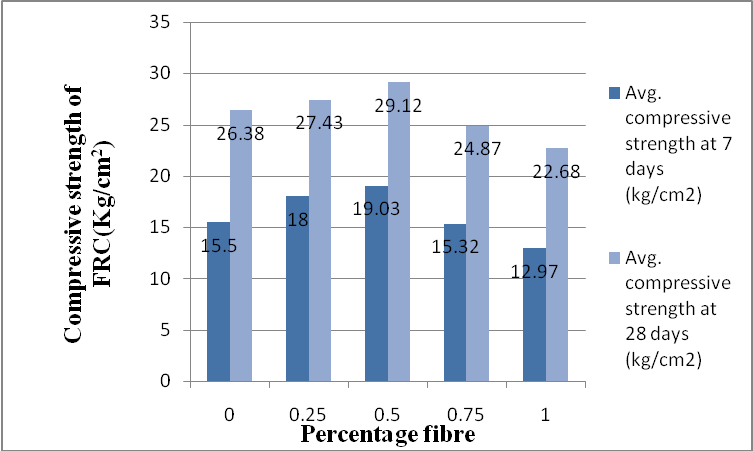 35
30
25
20
15
10
5
0
Compressive strength of
FRC(Kg/cm2)
26.38
27.43
29.12
24.87
22.68
15.5
18
19.03
15.32
12.97
0 0.25 0.5 0.75 1
Percentage fibre
Avg.
compressive
strength at 7
days
(kg/cm2)
Avg.
compressive
strength at
28 days
(kg/cm2)